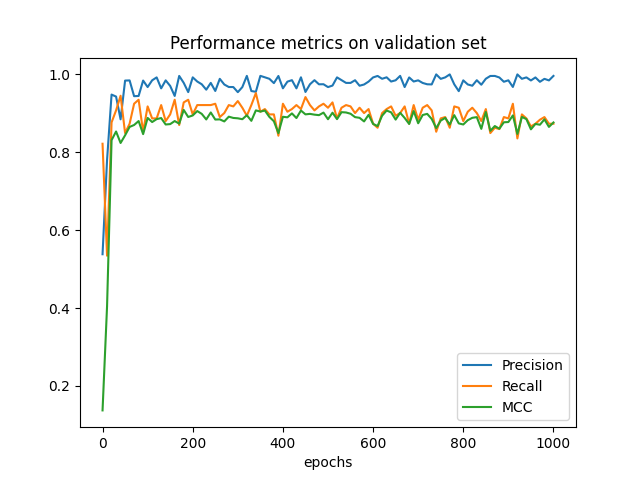 Performance metrics on validation set
1.0
0.8
0.6
0.4
0.2
Precision
Recall
MCC
0 200 400 600 800 1000
epochs